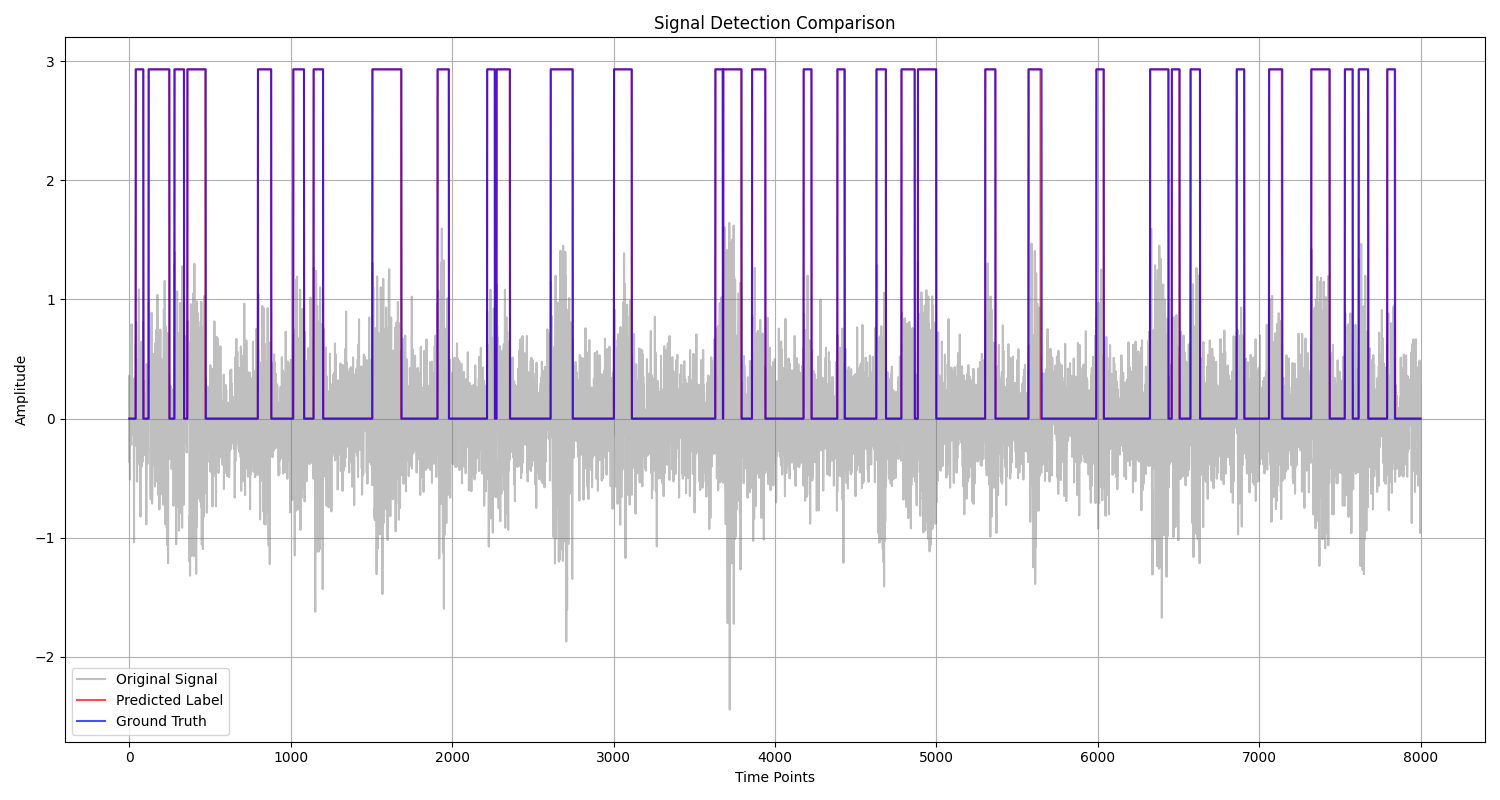 Signal Detection Comparison
3
2
1
0
−1
−2
Amplitude
Original Signal
Predicted Label
Ground Truth
0 1000 2000 3000 4000 5000 6000 7000 8000
Time Points